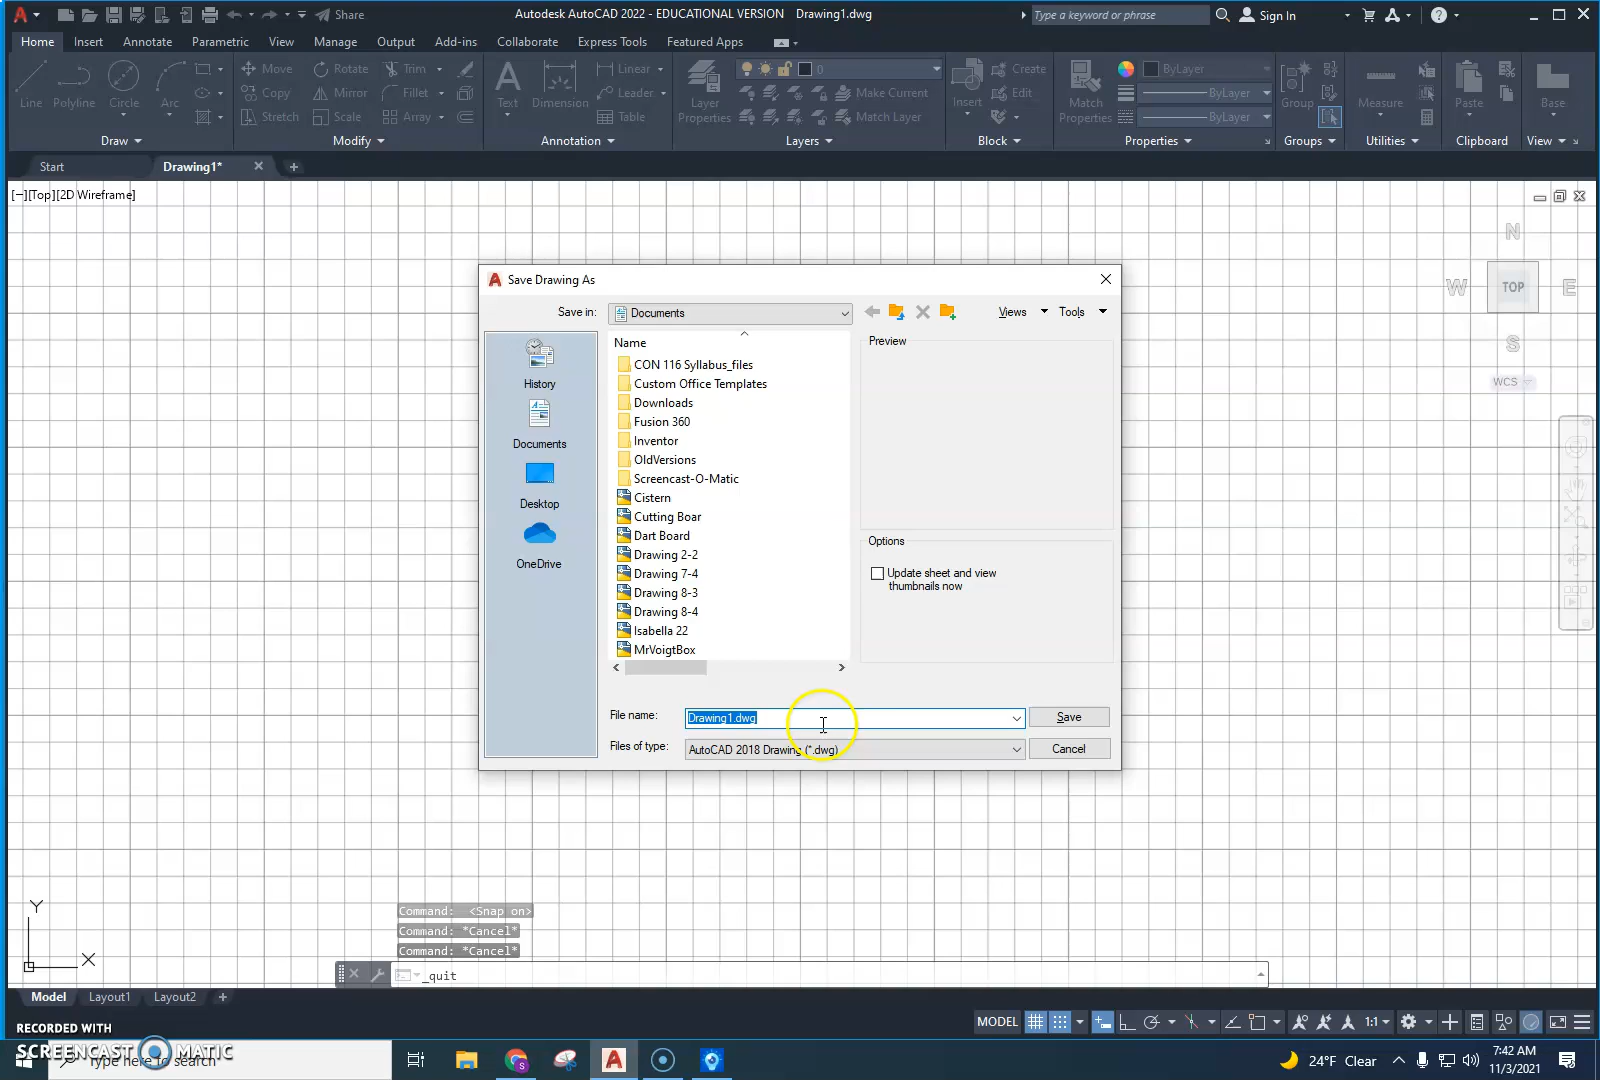 Share
Autodesk AutoCAD 2022 - EDUCATIONAL VERSION Drawing1.dwg
Type a keyword or phrase
Sign In
Home Insert Annotate Parametric View Manage Output Add-ins Collaborate Express Tools Featured Apps
Line Polyline Circle Arc
Move Rotate Trim
Copy Mirror Fillet
Stretch Scale Array
Text Dimension
Linear
Leader
Table
Layer
Properties
0
Make Current
Match Layer
Insert
Create
Edit
Match
Properties
ByLayer
ByLayer
ByLayer
Group
Measure
Paste
Base
Draw Modify Annotation Layers Block Properties Groups Utilities Clipboard View
Start Drawing1*
[−][Top][2D Wireframe]
N
W TOP E
S
WCS
Save Drawing As
Save in: Documents
Views Tools
Name
Preview
History
Documents
Desktop
OneDrive
CON 116 Syllabus_files
Custom Office Templates
Downloads
Fusion 360
Inventor
OldVersions
Screencast-O-Matic
Cistern
Cutting Boar
Dart Board
Drawing 2-2
Drawing 7-4
Drawing 8-3
Drawing 8-4
Isabella 22
MrVoigtBox
Options
Update sheet and view
thumbnails now
File name: Drawing1.dwg Save
Files of type: AutoCAD 2018 Drawing (*.dwg) Cancel
Y
X
Command: <Snap on>
Command: *Cancel*
Command: *Cancel*
_quit
Model Layout1 Layout2
MODEL 1:1
RECORDED WITH
SCREENCAST MATIC
Type here to search
24°F Clear
7:42 AM
11/3/2021